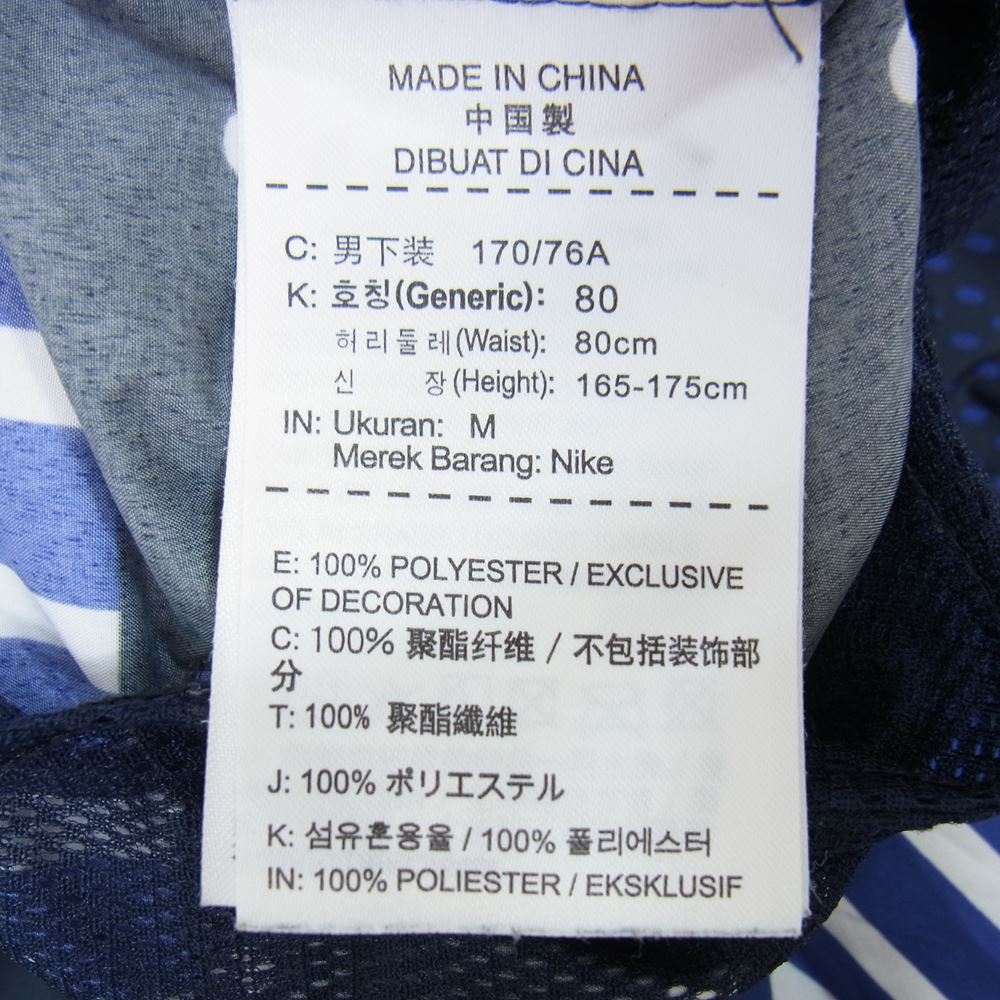 MADE IN CHINA
中国製
DIBUAT DI CINA
C: 男下装 170/76A
K: 호칭(Generic): 80
허리둘레(Waist): 80cm
신 장(Height): 165-175cm
IN: Ukuran: M
Merek Barang: Nike
E: 100% POLYESTER / EXCLUSIVE
OF DECORATION
C: 100% 聚酯纤维 / 不包括装饰部
分
T: 100% 聚酯纖維
J: 100% ポリエステル
K: 섬유혼용율 / 100% 폴리에스터
IN: 100% POLIESTER / EKSKLUSIF